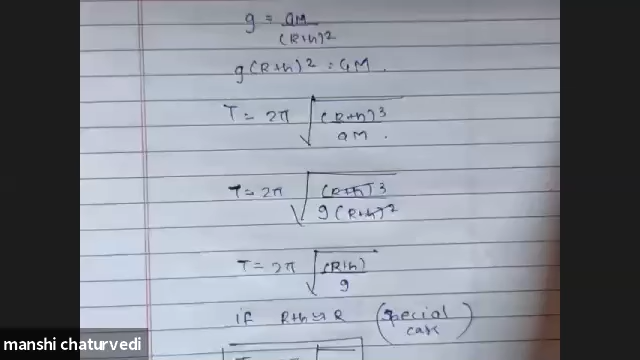 g = GM / (R+h)2
g(R+h)2 = GM.
T = 2π √(R+h)3 / GM.
T = 2π √(R+h)3 / g(R+h)2
T = 2π √(R+h) / g
if R+h ≈ R (special case)
T =
manshi chaturvedi